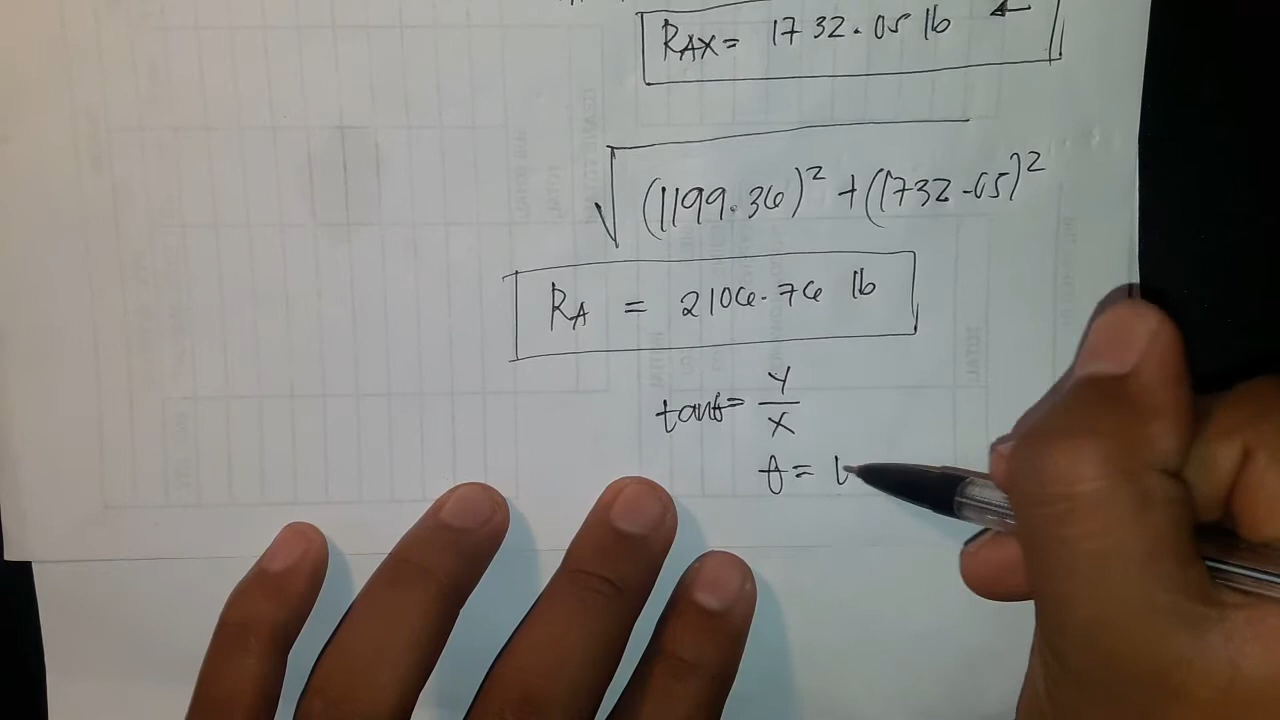 RAX = 1732.05 lb ←
√(1199.36)² + (1732.05)²
RA = 2106.76 lb
tanθ = Y/X
θ =